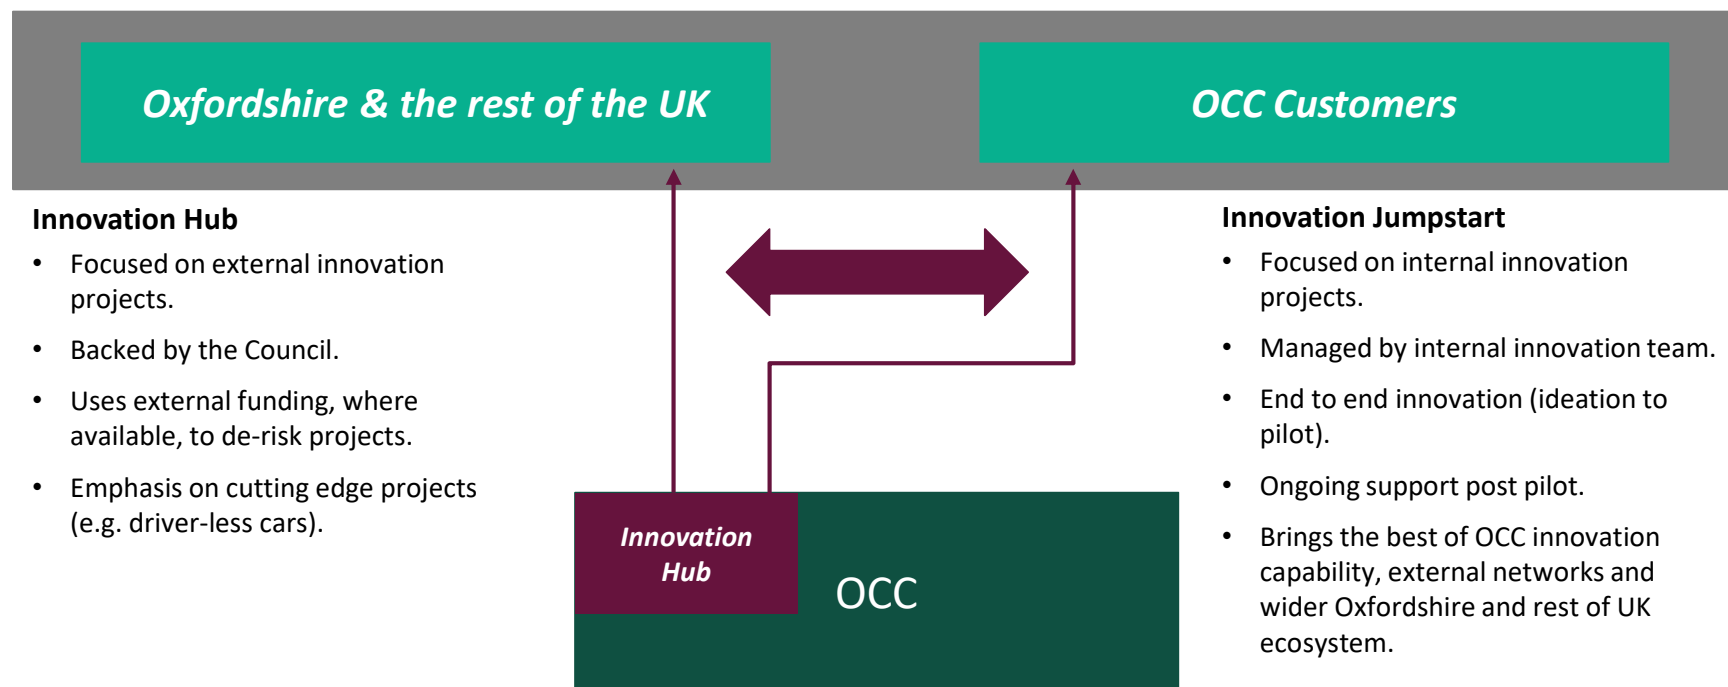 Oxfordshire & the rest of the UK
OCC Customers
Innovation Hub
• Focused on external innovation
projects.
• Backed by the Council.
• Uses external funding, where
available, to de-risk projects.
• Emphasis on cutting edge projects
(e.g. driver-less cars).
Innovation Jumpstart
• Focused on internal innovation
projects.
• Managed by internal innovation team.
• End to end innovation (ideation to
pilot).
• Ongoing support post pilot.
• Brings the best of OCC innovation
capability, external networks and
wider Oxfordshire and rest of UK
ecosystem.
Innovation
Hub
OCC